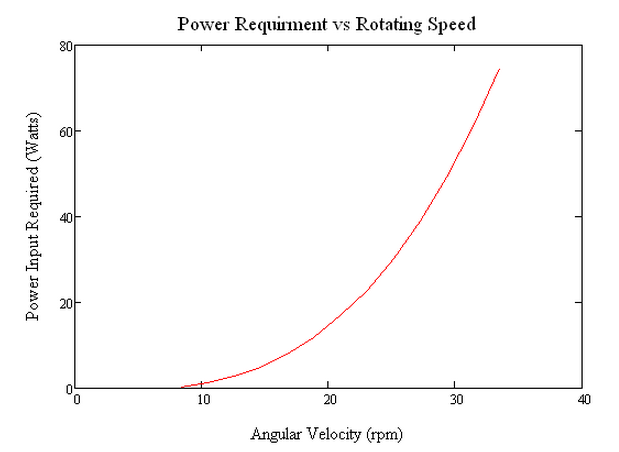 Power Requirment vs Rotating Speed
80
60
40
20
0
0 10 20 30 40
Power Input Required (Watts)
Angular Velocity (rpm)